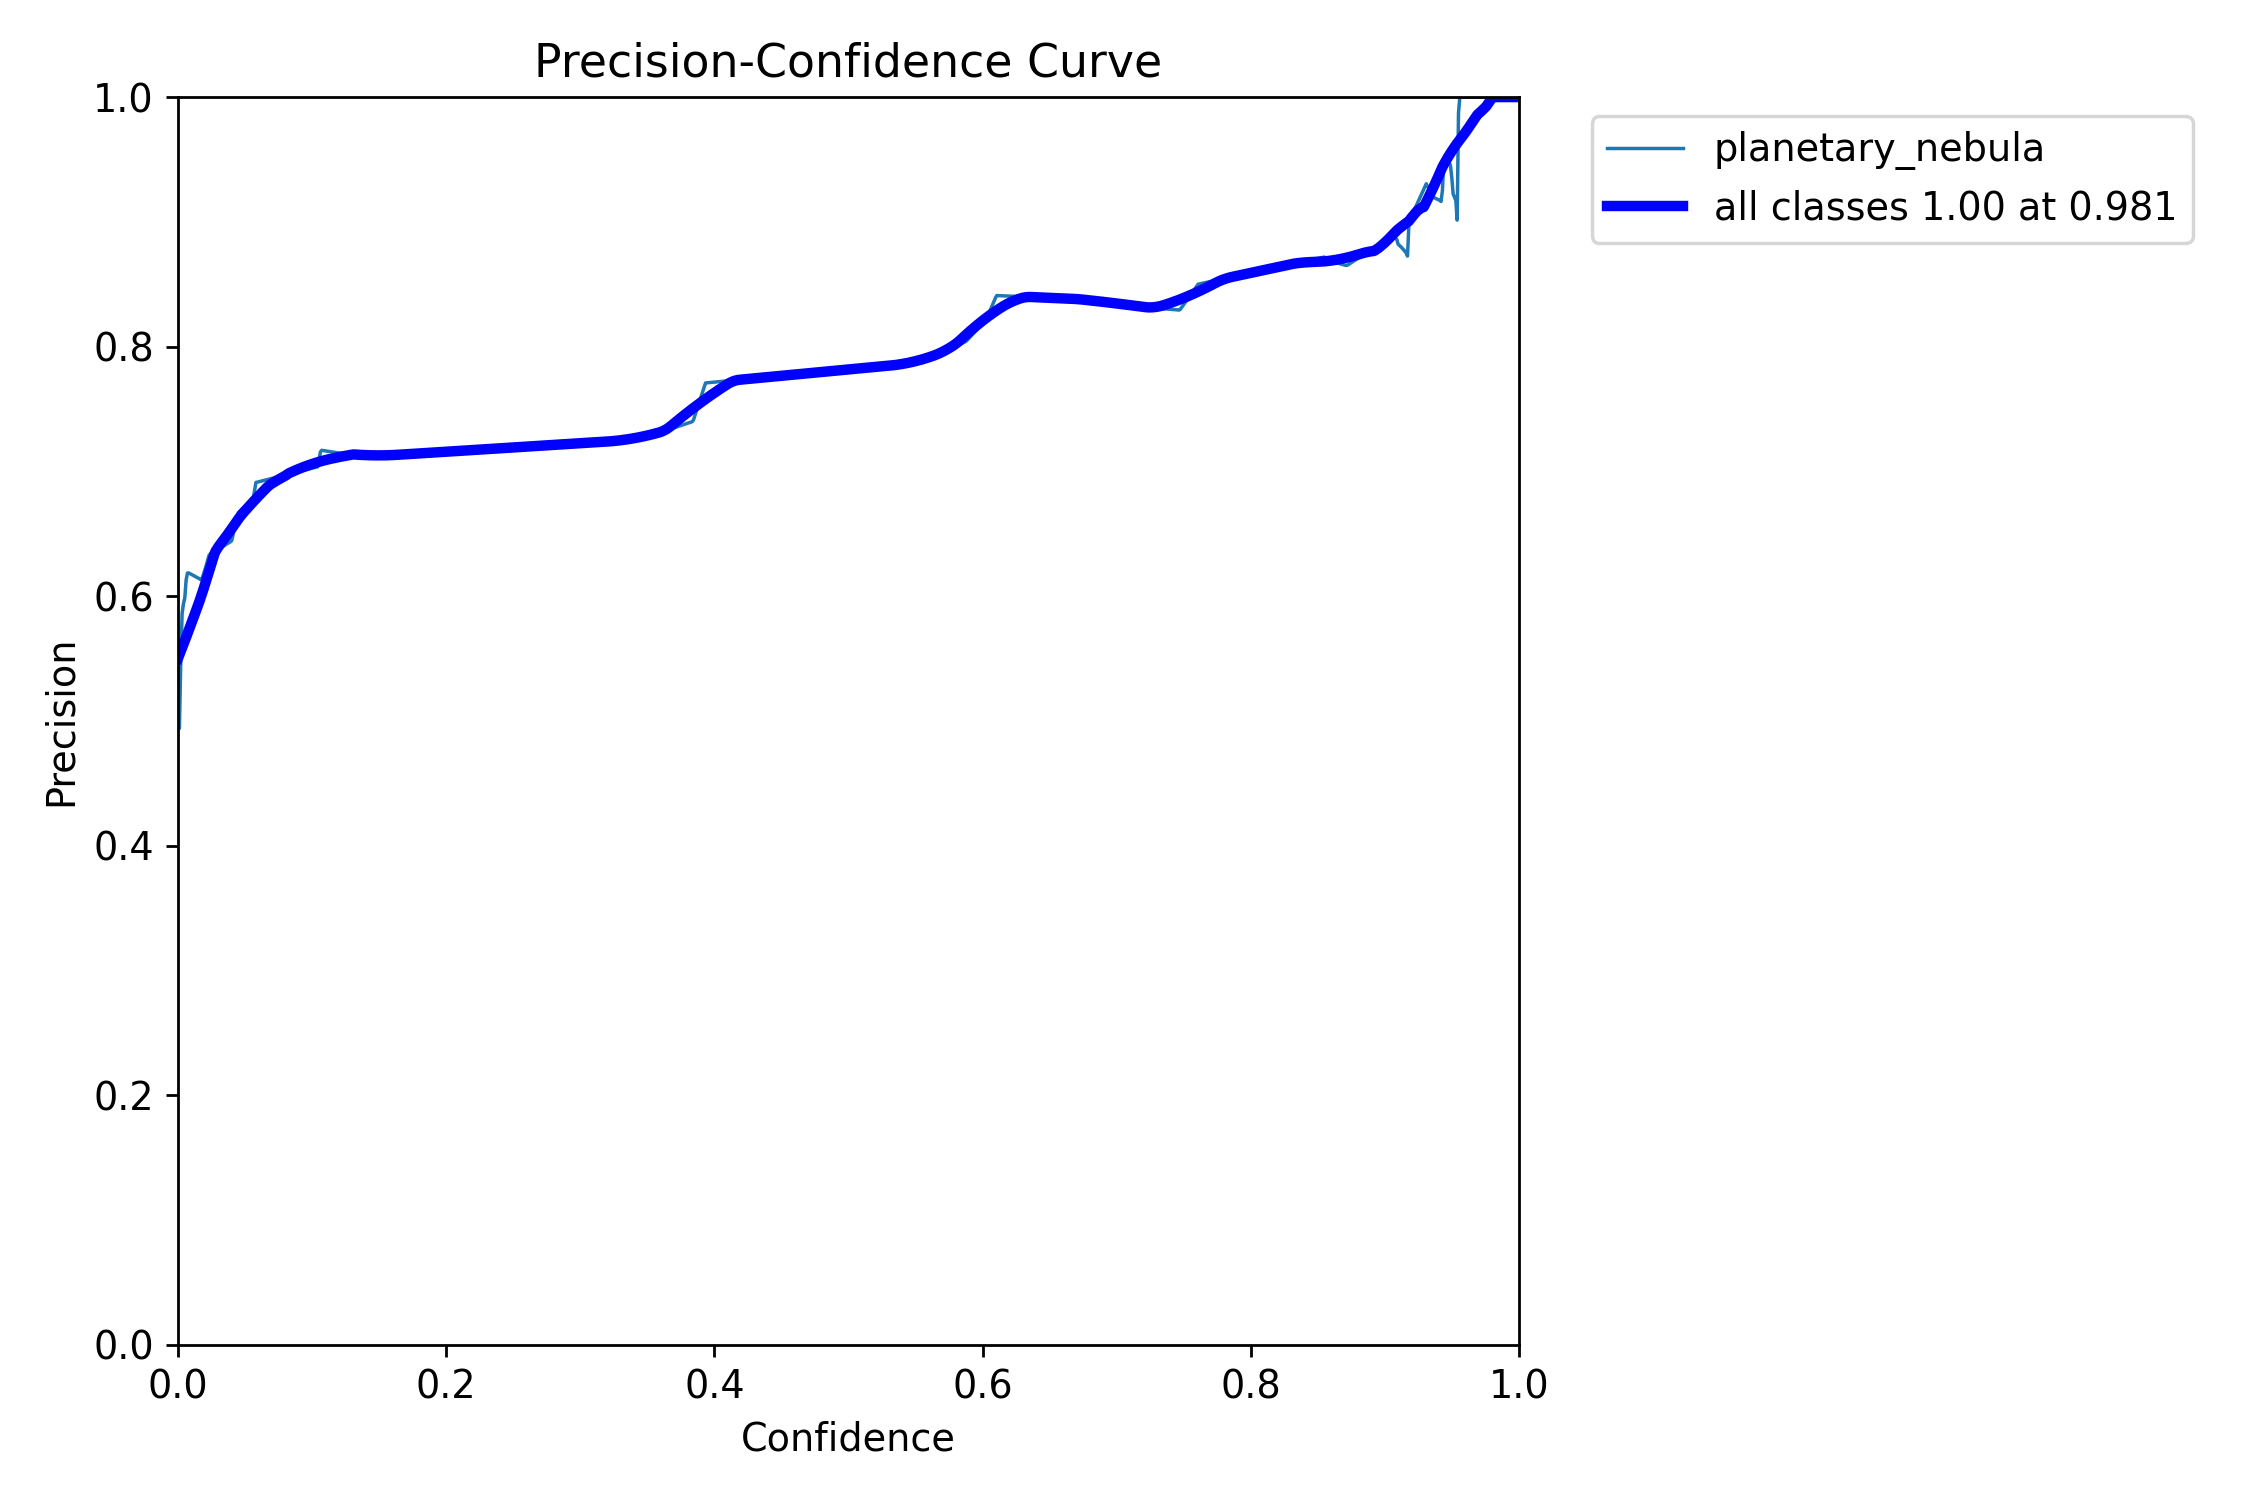 Precision-Confidence Curve
1.0
0.8
0.6
0.4
0.2
0.0
Precision
0.0 0.2 0.4 0.6 0.8 1.0
Confidence
planetary_nebula
all classes 1.00 at 0.981